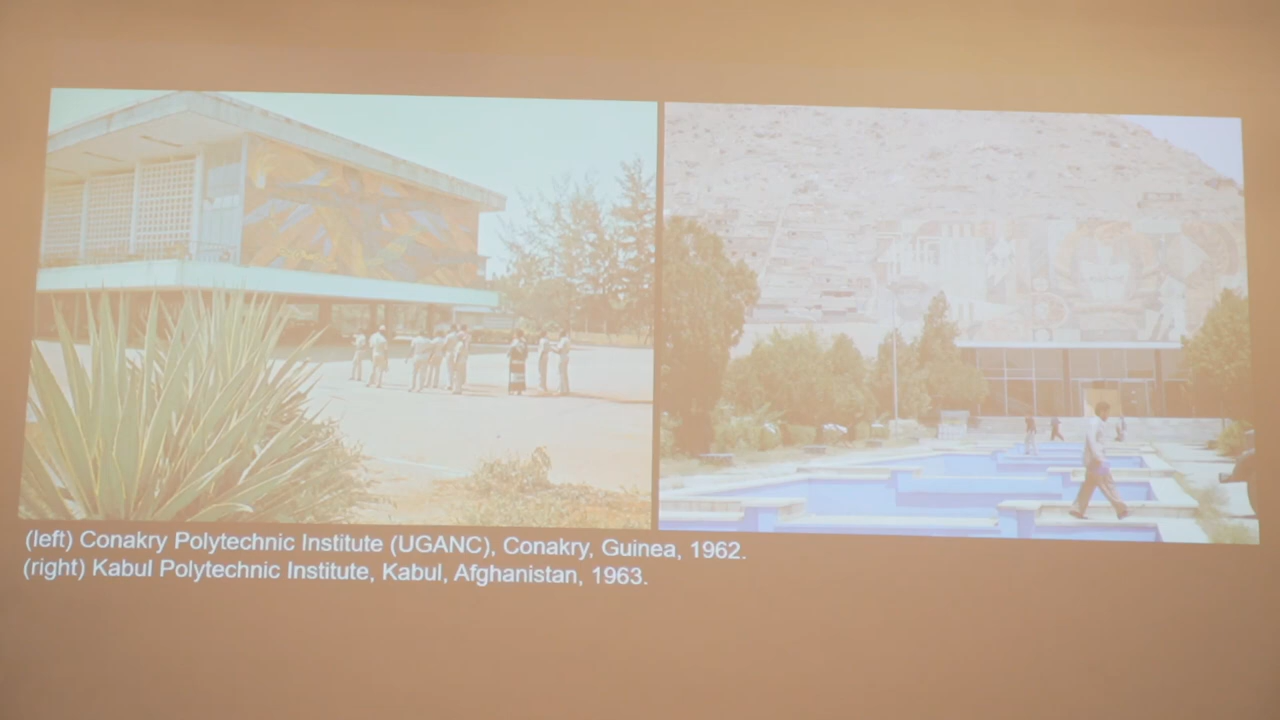 (left) Conakry Polytechnic Institute (UGANC), Conakry, Guinea, 1962.
(right) Kabul Polytechnic Institute, Kabul, Afghanistan, 1963.